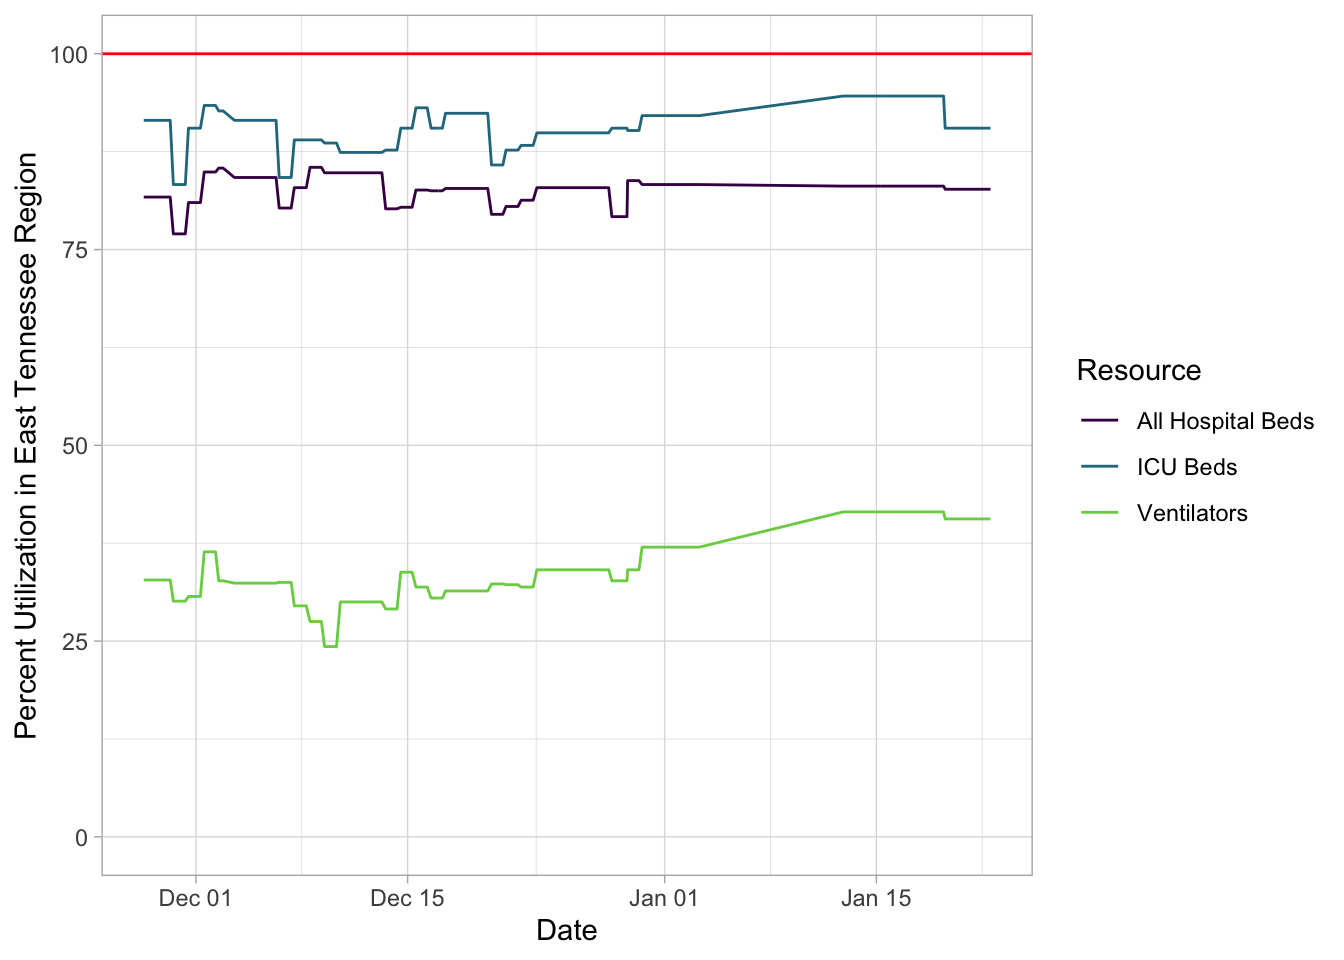 Percent Utilization in East Tennessee Region
100
75
50
25
0
Dec 01
Dec 15
Jan 01
Jan 15
Date
Resource
All Hospital Beds
ICU Beds
Ventilators